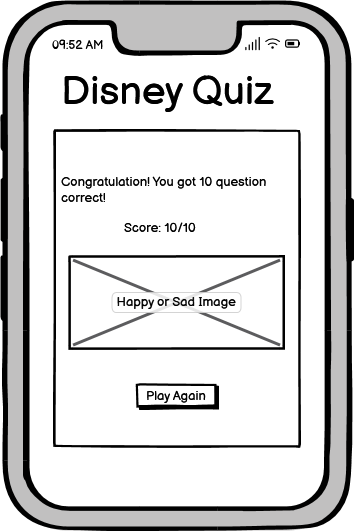 09:52 AM
Disney Quiz
Congratulation! You got 10 question
correct!
Score: 10/10
Happy or Sad Image
Play Again